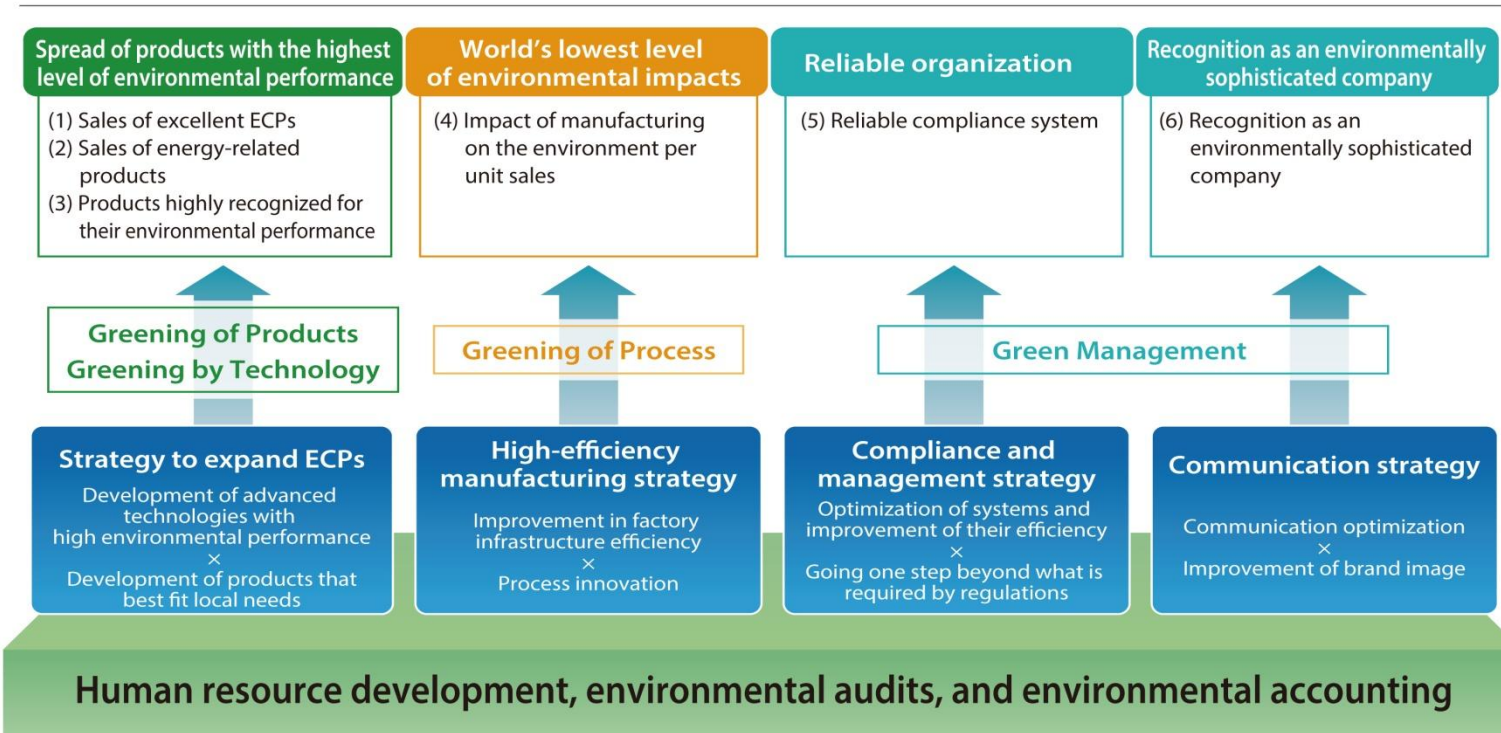 Spread of products with the highest
level of environmental performance
(1) Sales of excellent ECPs
(2) Sales of energy-related
products
(3) Products highly recognized for
their environmental performance
World's lowest level
of environmental impacts
(4) Impact of manufacturing
on the environment per
unit sales
Reliable organization
(5) Reliable compliance system
Recognition as an environmentally
sophisticated company
(6) Recognition as an
environmentally sophisticated
company
Greening of Products
Greening by Technology
Greening of Process
Green Management
Strategy to expand ECPs
Development of advanced
technologies with
high environmental performance
×
Development of products that
best fit local needs
High-efficiency
manufacturing strategy
Improvement in factory
infrastructure efficiency
×
Process innovation
Compliance and
management strategy
Optimization of systems and
improvement of their efficiency
×
Going one step beyond what is
required by regulations
Communication strategy
Communication optimization
×
Improvement of brand image
Human resource development, environmental audits, and environmental accounting